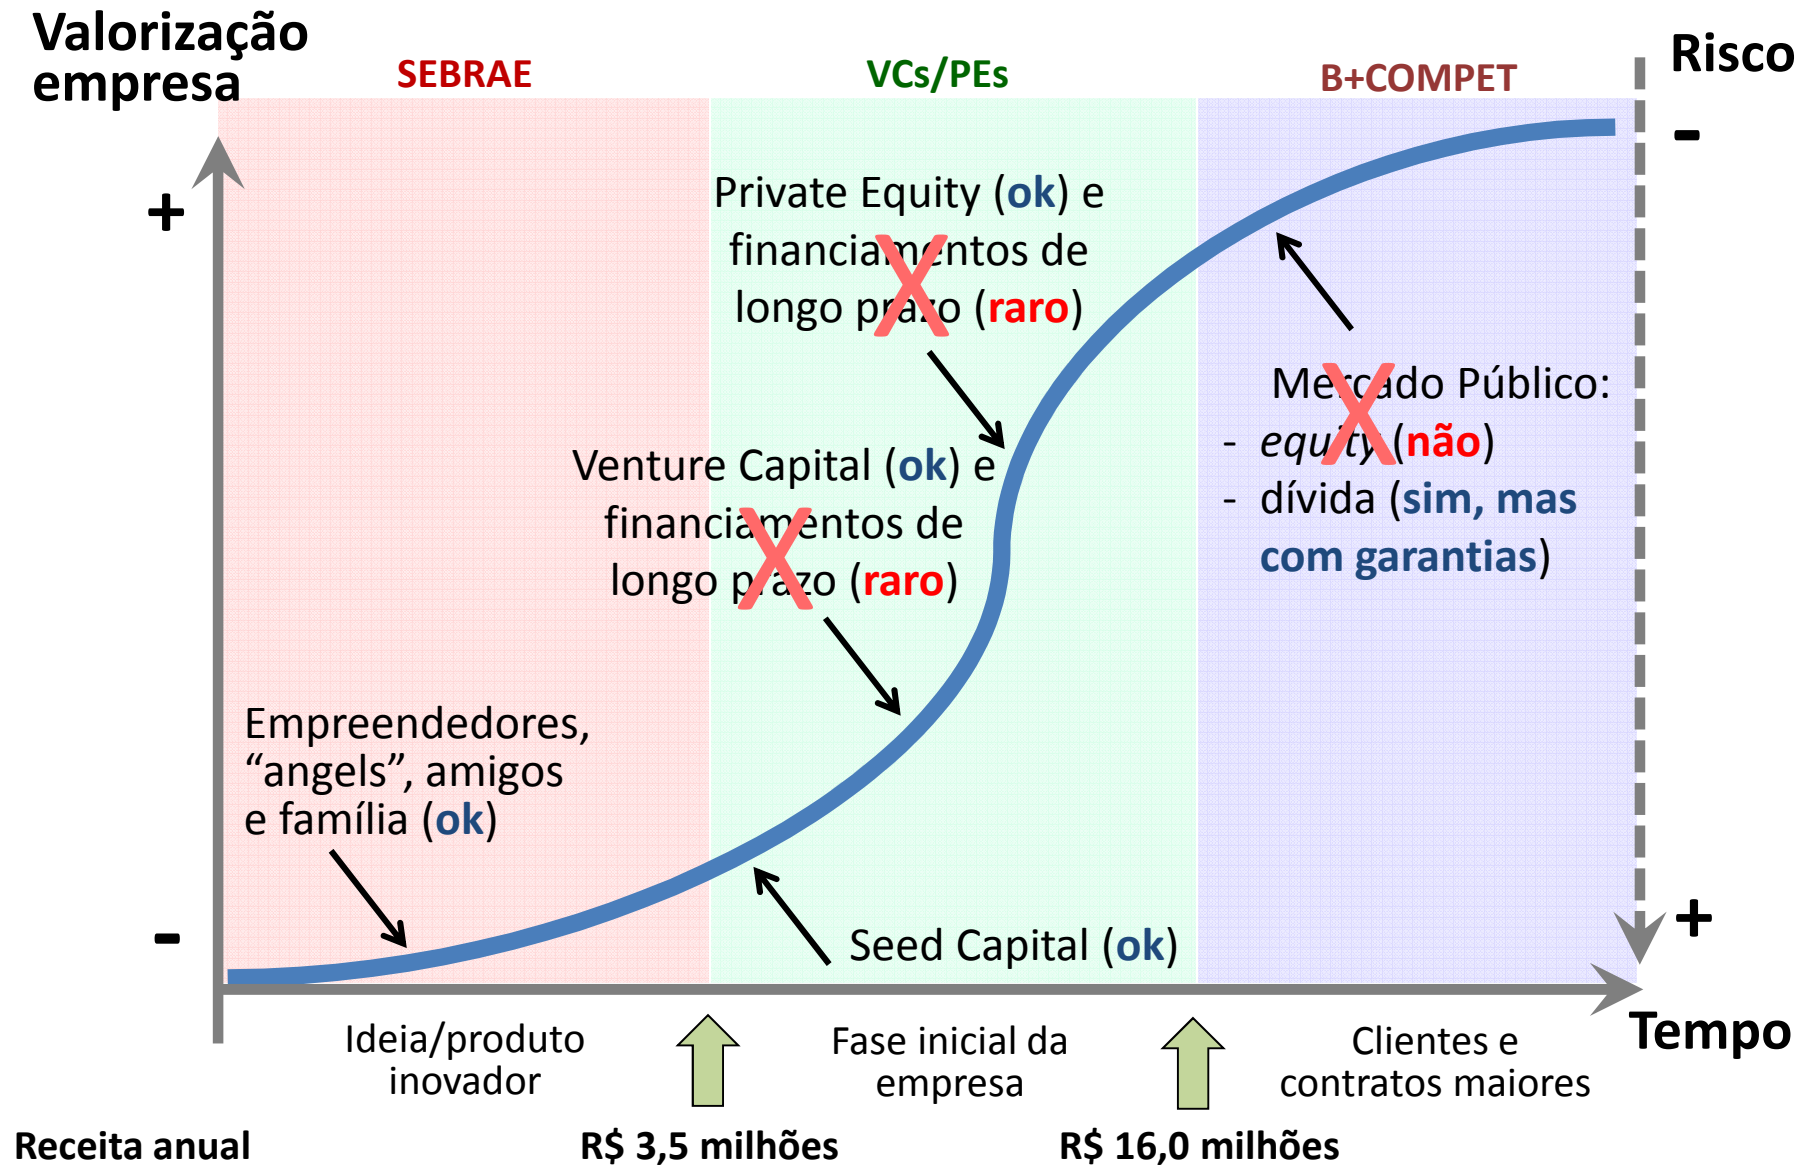 Valorização
empresa
SEBRAE
VCs/PEs
B+COMPET
Risco
-
+
Private Equity (ok) e
financiamentos de
longo prazo (raro)
X
Mercado Público:
- equity (não)
- dívida (sim, mas
com garantias)
X
Venture Capital (ok) e
financiamentos de
longo prazo (raro)
X
Empreendedores,
“angels”, amigos
e família (ok)
-
+
Seed Capital (ok)
Tempo
Ideia/produto
inovador
Fase inicial da
empresa
Clientes e
contratos maiores
Receita anual
R$ 3,5 milhões
R$ 16,0 milhões